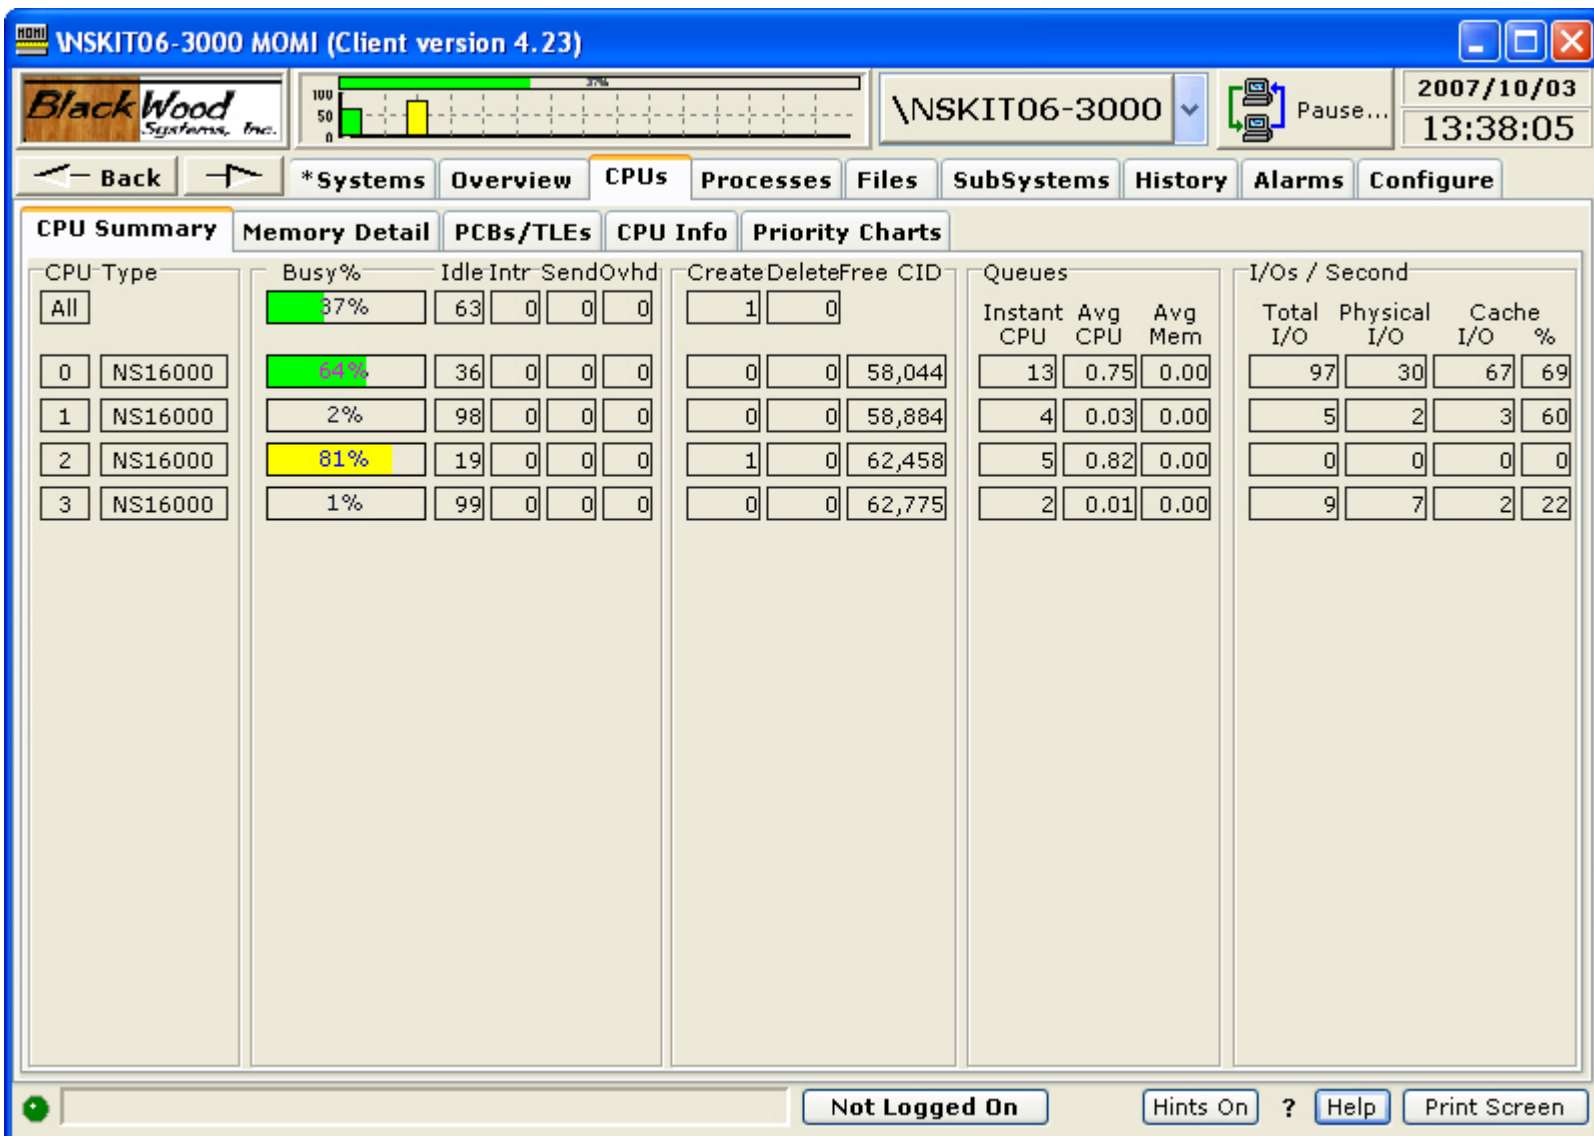 MOMI \NSKIT06-3000 MOMI (Client version 4.23)
BlackWood Systems, Inc.
37%
100
50
0
\NSKIT06-3000
Pause...
2007/10/03
13:38:05
Back
*Systems Overview CPUs Processes Files SubSystems History Alarms Configure
CPU Summary Memory Detail PCBs/TLEs CPU Info Priority Charts
CPU Type Busy% Idle Intr Send Ovhd Create Delete Free CID Queues I/Os / Second
Instant CPU Avg CPU Avg Mem Total I/O Physical I/O Cache I/O %
All 37% 63 0 0 0 1 0
0 NS16000 64% 36 0 0 0 0 0 58,044 13 0.75 0.00 97 30 67 69
1 NS16000 2% 98 0 0 0 0 0 58,884 4 0.03 0.00 5 2 3 60
2 NS16000 81% 19 0 0 0 1 0 62,458 5 0.82 0.00 0 0 0 0
3 NS16000 1% 99 0 0 0 0 0 62,775 2 0.01 0.00 9 7 2 22
Not Logged On Hints On ? Help Print Screen